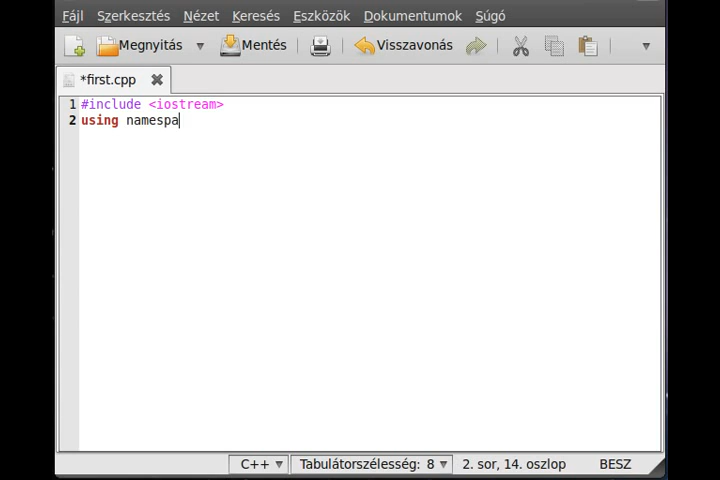 Fájl Szerkesztés Nézet Keresés Eszközök Dokumentumok Súgó
Megnyitás Mentés Visszavonás
*first.cpp
1 #include <iostream>
2 using namespa
C++ Tabulátorszélesség: 8 2. sor, 14. oszlop BESZ